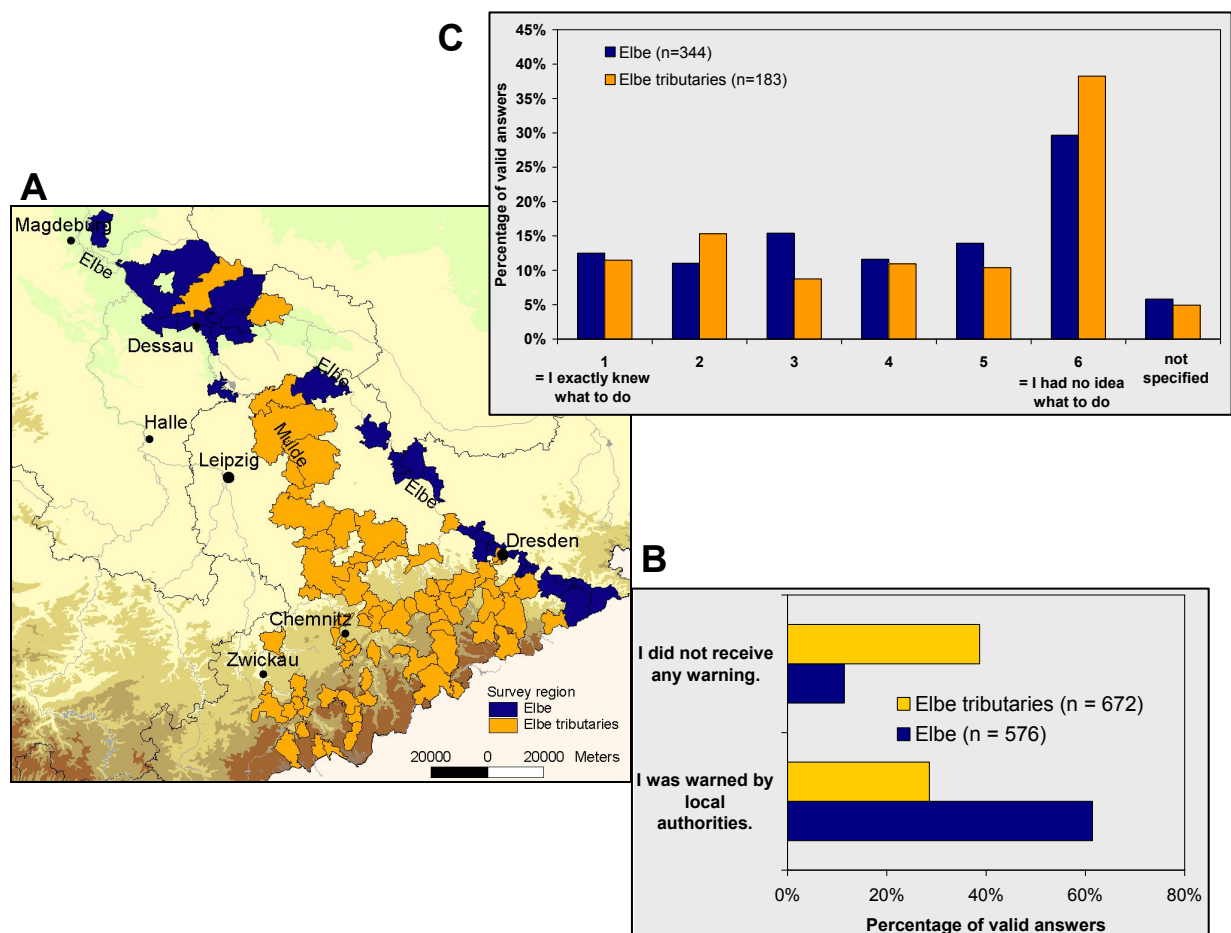 C
45%
40%
35%
30%
25%
20%
15%
10%
5%
0%
Percentage of valid answers
Elbe (n=344)
Elbe tributaries (n=183)
1
2
3
4
5
6
not
specified
= I exactly knew
what to do
= I had no idea
what to do
A
Magdeburg
Elbe
Dessau
Elbe
Halle
Mulde
Leipzig
Elbe
Dresden
Chemnitz
Zwickau
Survey region
Elbe
Elbe tributaries
20000 0 20000 Meters
B
I did not receive
any warning.
Elbe tributaries (n = 672)
Elbe (n = 576)
I was warned by
local
authorities.
0% 20% 40% 60% 80%
Percentage of valid answers